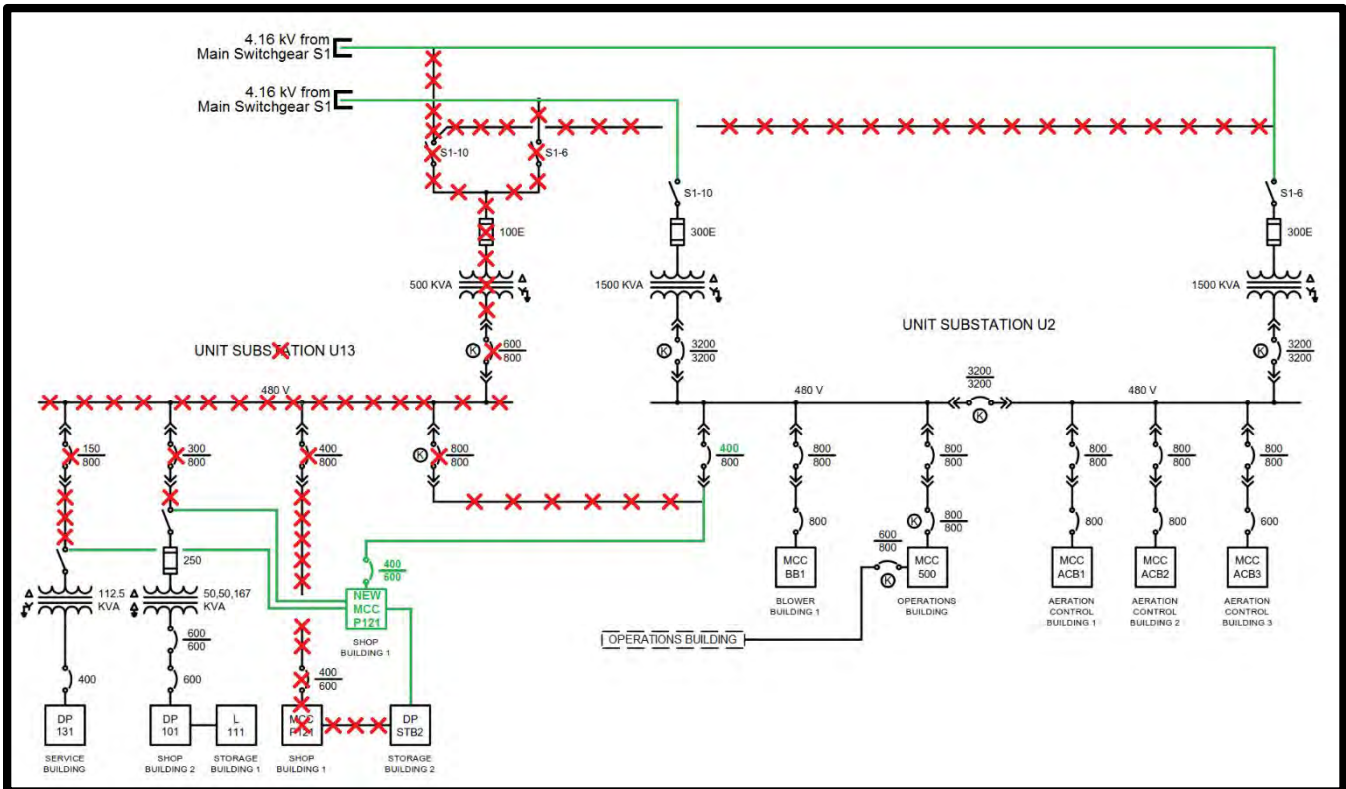 4.16 kV from
Main Switchgear S1
4.16 kV from
Main Switchgear S1
S1-10
S1-6
S1-10
S1-6
100E
300E
300E
500 KVA
1500 KVA
1500 KVA
UNIT SUBSTATION U13
UNIT SUBSTATION U2
K
600
800
K
3200
3200
K
3200
3200
480 V
480 V
3200
3200
K
480 V
150
800
300
800
400
800
K
800
800
400
800
800
800
800
800
800
800
800
800
800
800
250
400
600
800
K
800
800
800
800
600
600
800
K
112.5
KVA
50,50,167
KVA
NEW
MCC
P121
SHOP
BUILDING 1
MCC
BB1
MCC
500
MCC
ACB1
MCC
ACB2
MCC
ACB3
BLOWER
BUILDING 1
OPERATIONS
BUILDING
AERATION
CONTROL
BUILDING 1
AERATION
CONTROL
BUILDING 2
AERATION
CONTROL
BUILDING 3
OPERATIONS BUILDING
600
600
400
600
400
600
DP
131
DP
101
L
111
MCC
P121
DP
STB2
SERVICE
BUILDING
SHOP
BUILDING 2
STORAGE
BUILDING 1
SHOP
BUILDING 1
STORAGE
BUILDING 2